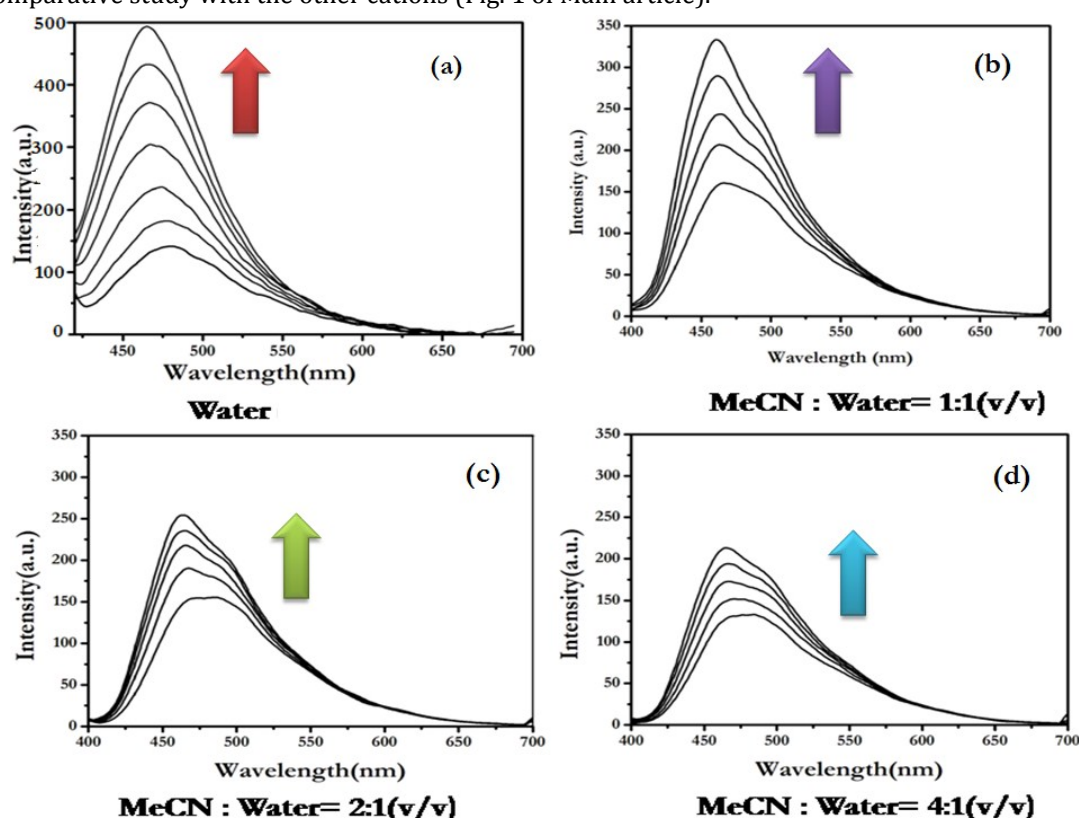 comparative study with the other cations (Fig. 1 of Main article).
(a)
Intensity(a.u.)
500
400
300
200
100
0
450 500 550 600 650 700
Wavelength(nm)
Water
(b)
Intensity (a.u.)
350
300
250
200
150
100
50
0
400 450 500 550 600 650 700
Wavelength (nm)
MeCN : Water= 1:1(v/v)
(c)
Intensity(a.u.)
350
300
250
200
150
100
50
0
400 450 500 550 600 650 700
Wavelength(nm)
MeCN : Water= 2:1(v/v)
(d)
Intensity(a.u.)
350
300
250
200
150
100
50
0
400 450 500 550 600 650 700
Wavelength(nm)
MeCN : Water= 4:1(v/v)